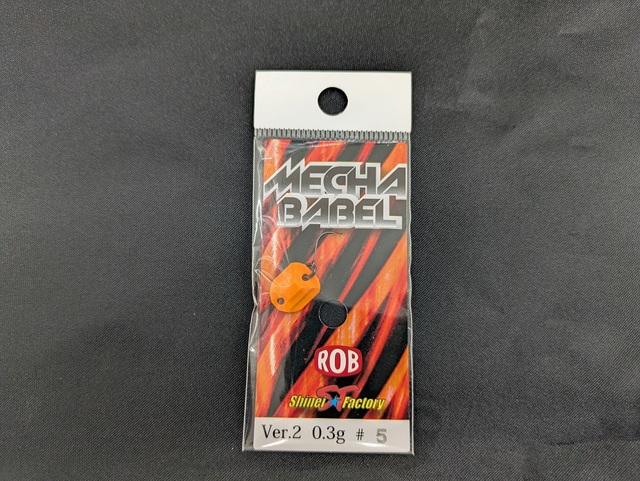 MECHA
BABEL
ROB
Shinei Factory
Ver.2 0.3g # 5